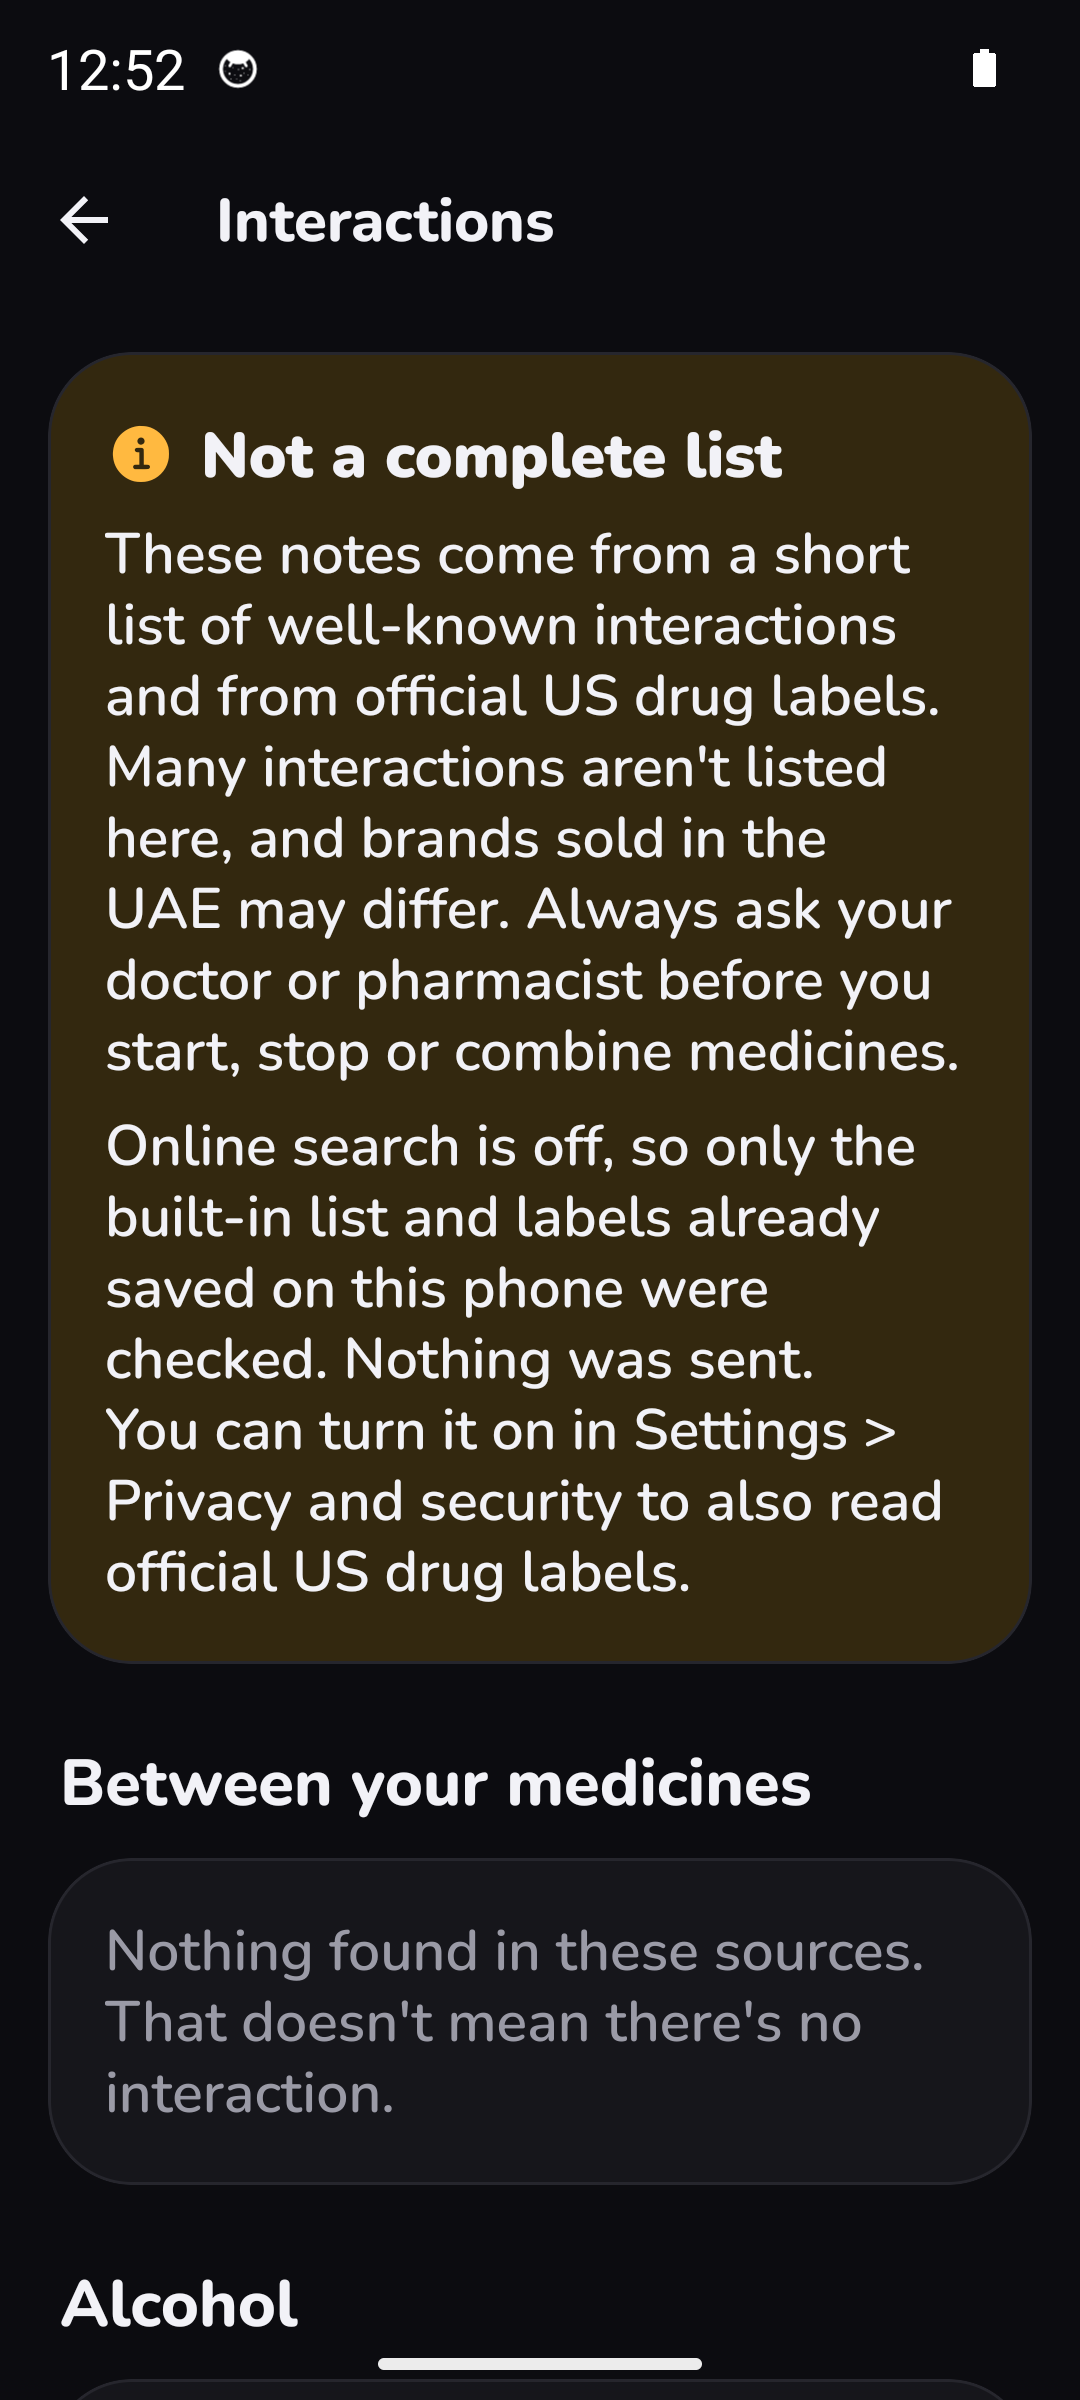 12:52
Interactions
Not a complete list
These notes come from a short
list of well-known interactions
and from official US drug labels.
Many interactions aren't listed
here, and brands sold in the
UAE may differ. Always ask your
doctor or pharmacist before you
start, stop or combine medicines.
Online search is off, so only the
built-in list and labels already
saved on this phone were
checked. Nothing was sent.
You can turn it on in Settings >
Privacy and security to also read
official US drug labels.
Between your medicines
Nothing found in these sources.
That doesn't mean there's no
interaction.
Alcohol